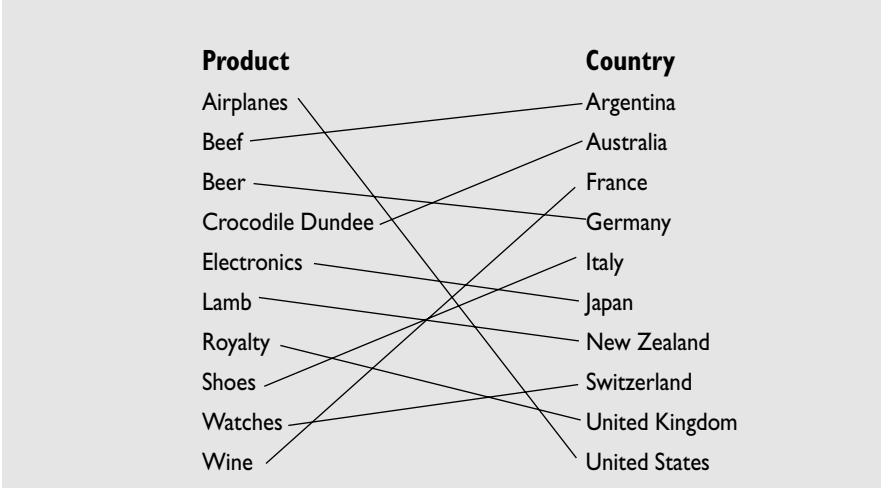 Product Country
Airplanes Argentina
Beef Australia
Beer France
Crocodile Dundee Germany
Electronics Italy
Lamb Japan
Royalty New Zealand
Shoes Switzerland
Watches United Kingdom
Wine United States